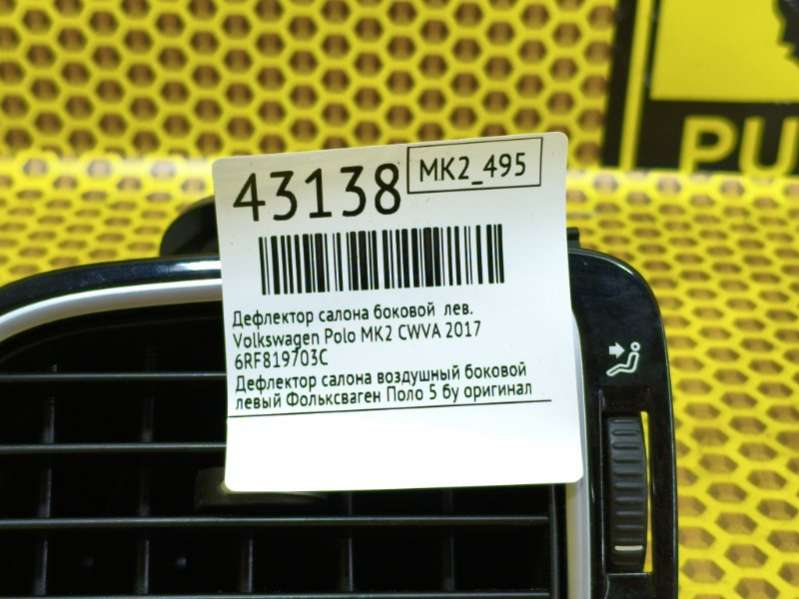 PU
43138
MK2_495
Дефлектор салона боковой лев.
Volkswagen Polo MK2 CWVA 2017
6RF819703C
Дефлектор салона воздушный боковой
левый Фольксваген Поло 5 бу оригинал